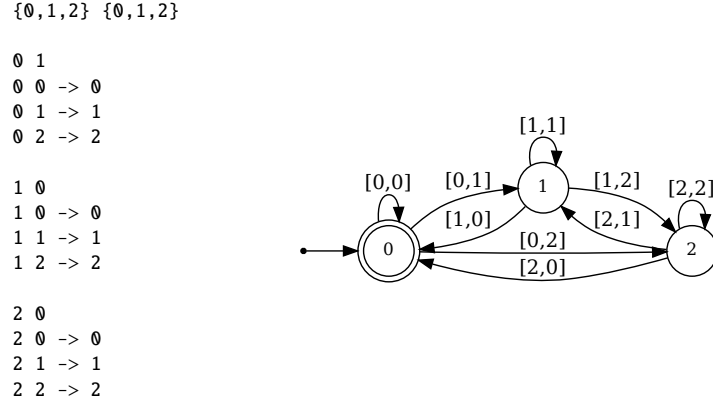 {0,1,2} {0,1,2}
0 1
0 0 -> 0
0 1 -> 1
0 2 -> 2
1 0
1 0 -> 0
1 1 -> 1
1 2 -> 2
2 0
2 0 -> 0
2 1 -> 1
2 2 -> 2
[1,1]
[0,0]
[0,1]
1
[1,2]
[2,2]
[1,0]
[2,1]
0
[0,2]
2
[2,0]